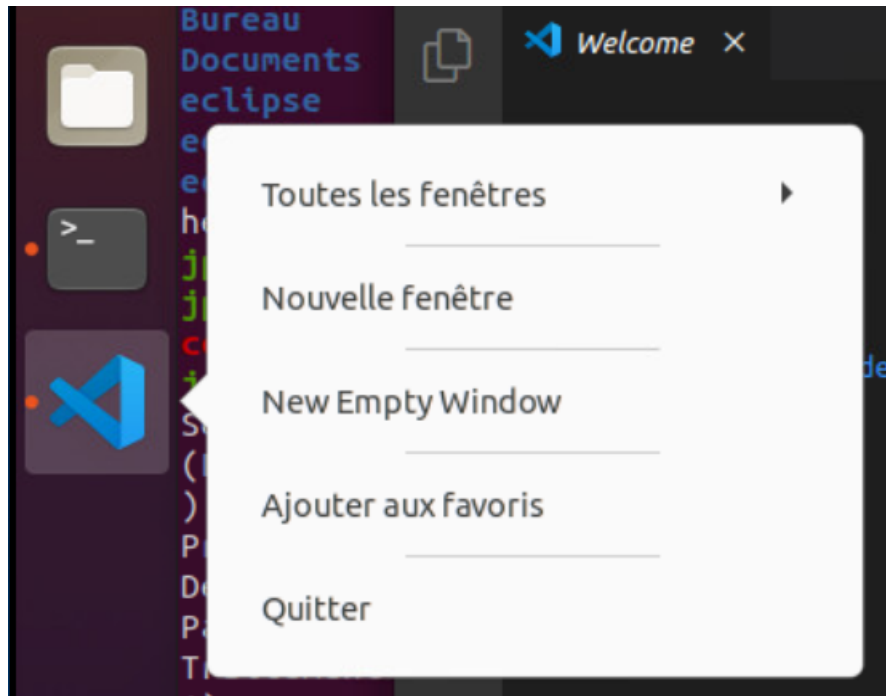 Bureau
Documents
eclipse
Welcome
Toutes les fenêtres
Nouvelle fenêtre
New Empty Window
Ajouter aux favoris
Quitter